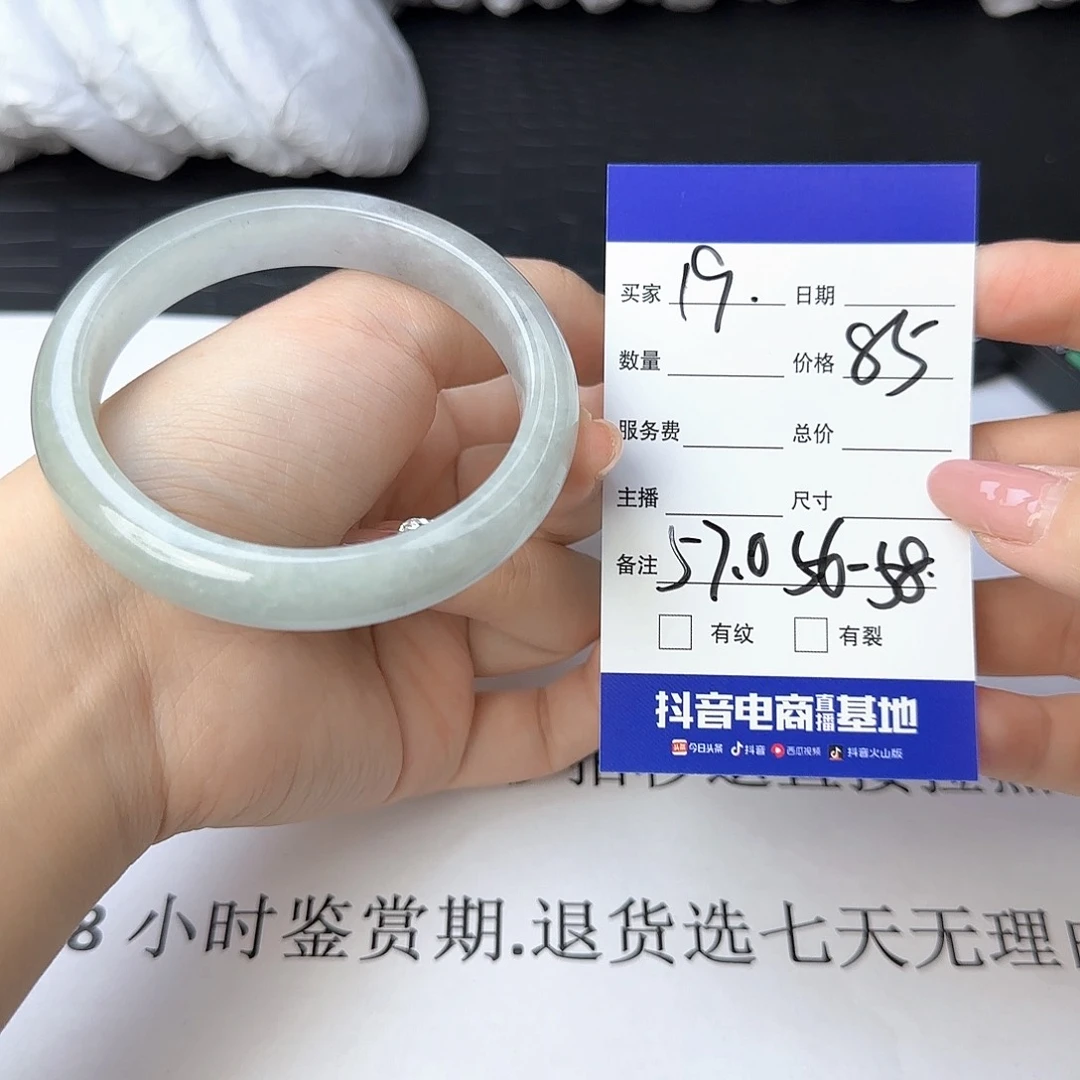 买家 19. 日期
数量 价格 85
服务费 总价
主播 尺寸
备注 57.0 56-58.
有纹 有裂
抖音电商直播基地
头条 今日头条 抖音 西瓜视频 抖音火山版
8小时鉴赏期.退货选七天无理由